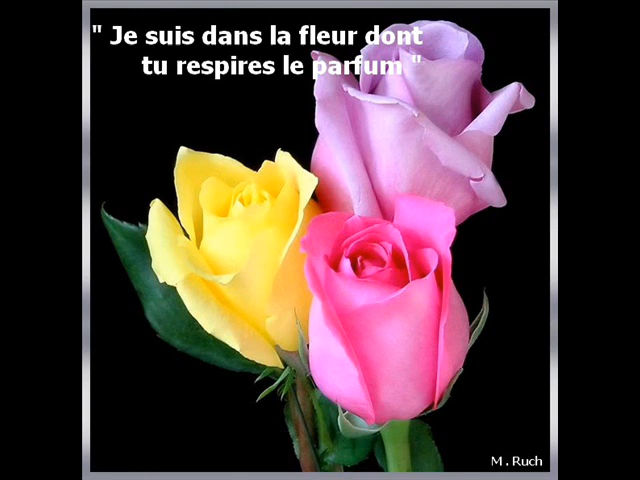 " Je suis dans la fleur dont
tu respires le parfum "
M . Ruch